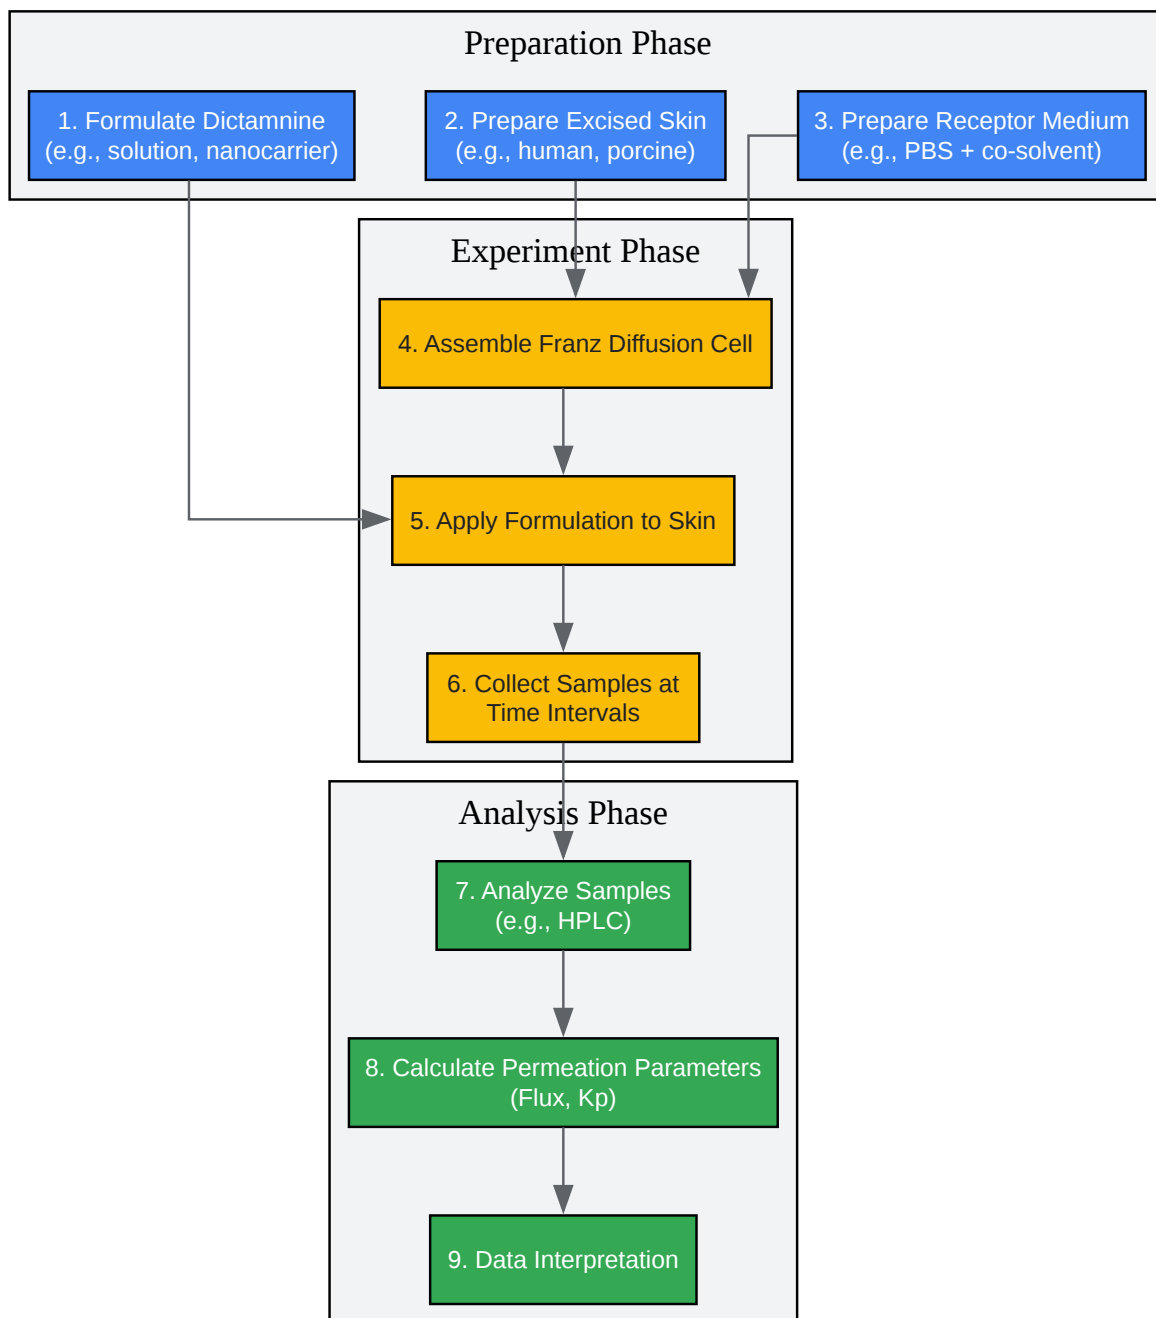 Preparation Phase
1. Formulate Dictamnine
(e.g., solution, nanocarrier)
2. Prepare Excised Skin
(e.g., human, porcine)
3. Prepare Receptor Medium
(e.g., PBS + co-solvent)
Experiment Phase
4. Assemble Franz Diffusion Cell
5. Apply Formulation to Skin
6. Collect Samples at
Time Intervals
Analysis Phase
7. Analyze Samples
(e.g., HPLC)
8. Calculate Permeation Parameters
(Flux, Kp)
9. Data Interpretation